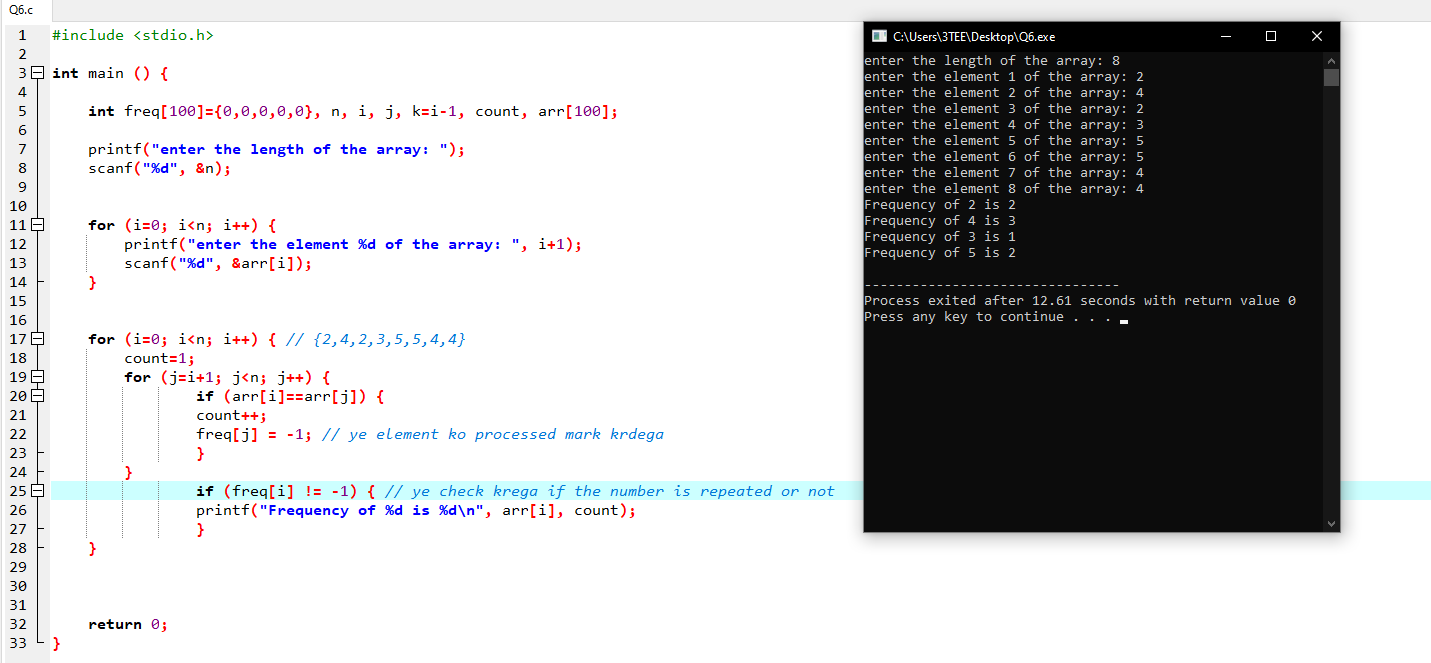 Q6.c
1 #include <stdio.h>
2
3 int main () {
4
5 int freq[100]={0,0,0,0,0}, n, i, j, k=i-1, count, arr[100];
6
7 printf("enter the length of the array: ");
8 scanf("%d", &n);
9
10
11 for (i=0; i<n; i++) {
12 printf("enter the element %d of the array: ", i+1);
13 scanf("%d", &arr[i]);
14 }
15
16
17 for (i=0; i<n; i++) { // {2,4,2,3,5,5,4,4}
18 count=1;
19 for (j=i+1; j<n; j++) {
20 if (arr[i]==arr[j]) {
21 count++;
22 freq[j] = -1; // ye element ko processed mark krdega
23 }
24 }
25 if (freq[i] != -1) { // ye check krega if the number is repeated or not
26 printf("Frequency of %d is %d\n", arr[i], count);
27 }
28 }
29
30
31
32 return 0;
33 }
C:\Users\3TEE\Desktop\Q6.exe
enter the length of the array: 8
enter the element 1 of the array: 2
enter the element 2 of the array: 4
enter the element 3 of the array: 2
enter the element 4 of the array: 3
enter the element 5 of the array: 5
enter the element 6 of the array: 5
enter the element 7 of the array: 4
enter the element 8 of the array: 4
Frequency of 2 is 2
Frequency of 4 is 3
Frequency of 3 is 1
Frequency of 5 is 2
--------------------------------
Process exited after 12.61 seconds with return value 0
Press any key to continue . . .